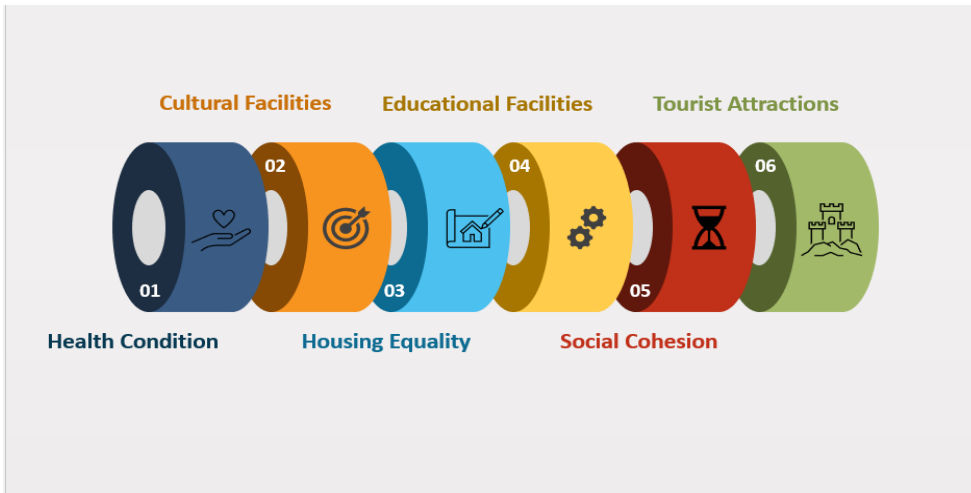 Cultural Facilities
Educational Facilities
Tourist Attractions
02
04
06
01
03
05
Health Condition
Housing Equality
Social Cohesion